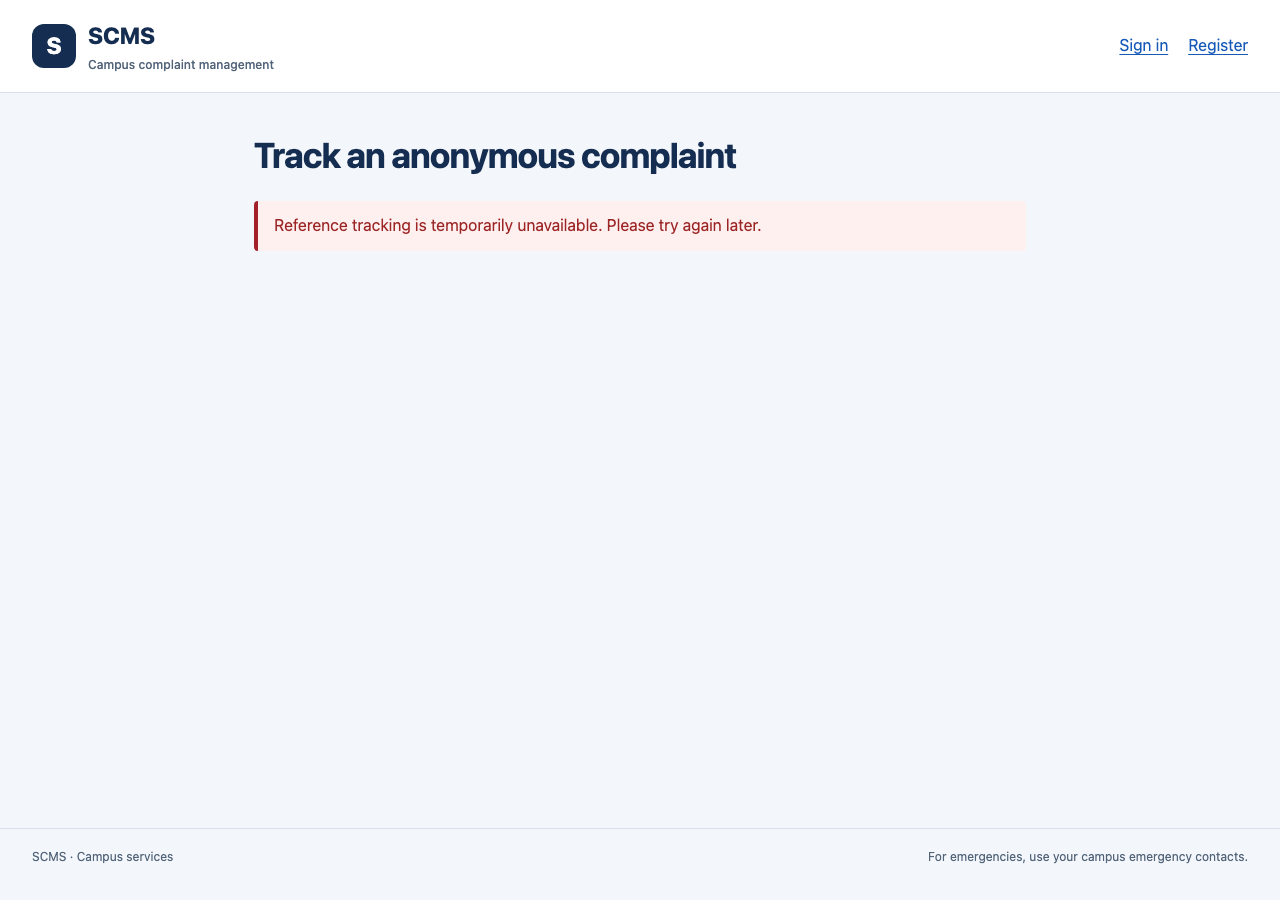 S
SCMS
Campus complaint management
Sign in
Register
Track an anonymous complaint
Reference tracking is temporarily unavailable. Please try again later.
SCMS · Campus services
For emergencies, use your campus emergency contacts.